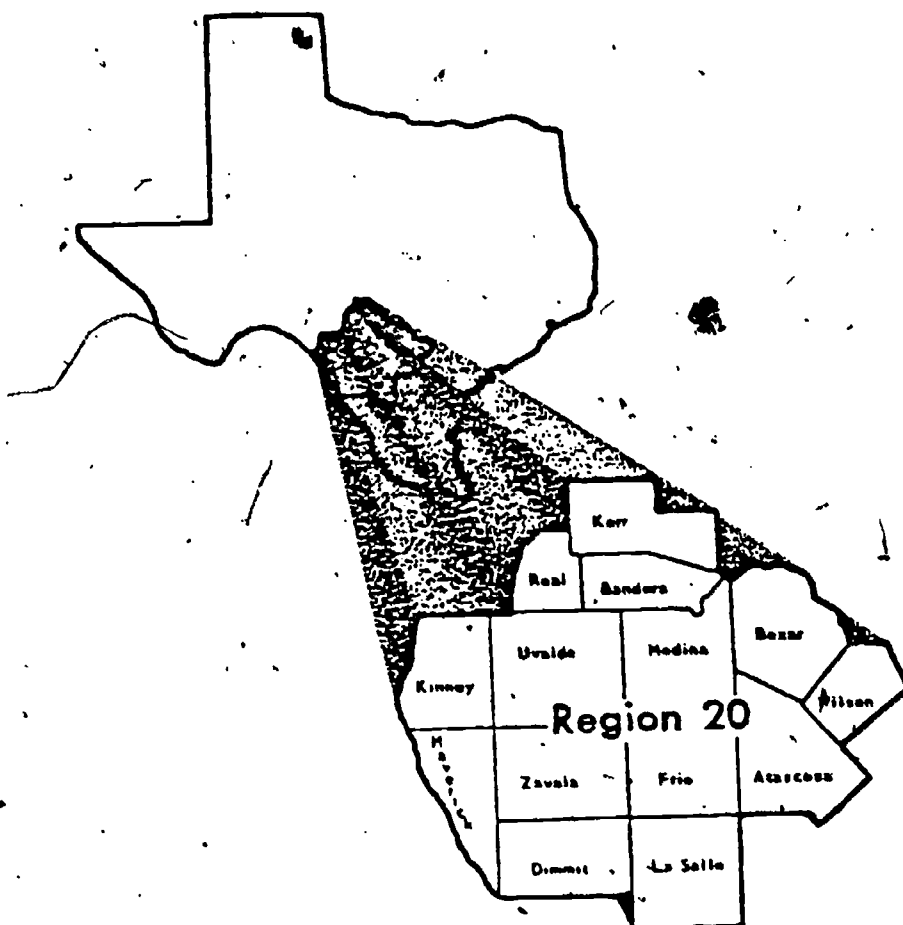 Kerr
Real
Bandera
Bexar
Uvalde
Medina
Kinney
Wilson
Region 20
Maverick
Zavala
Frio
Atascosa
Dimmit
La Salle